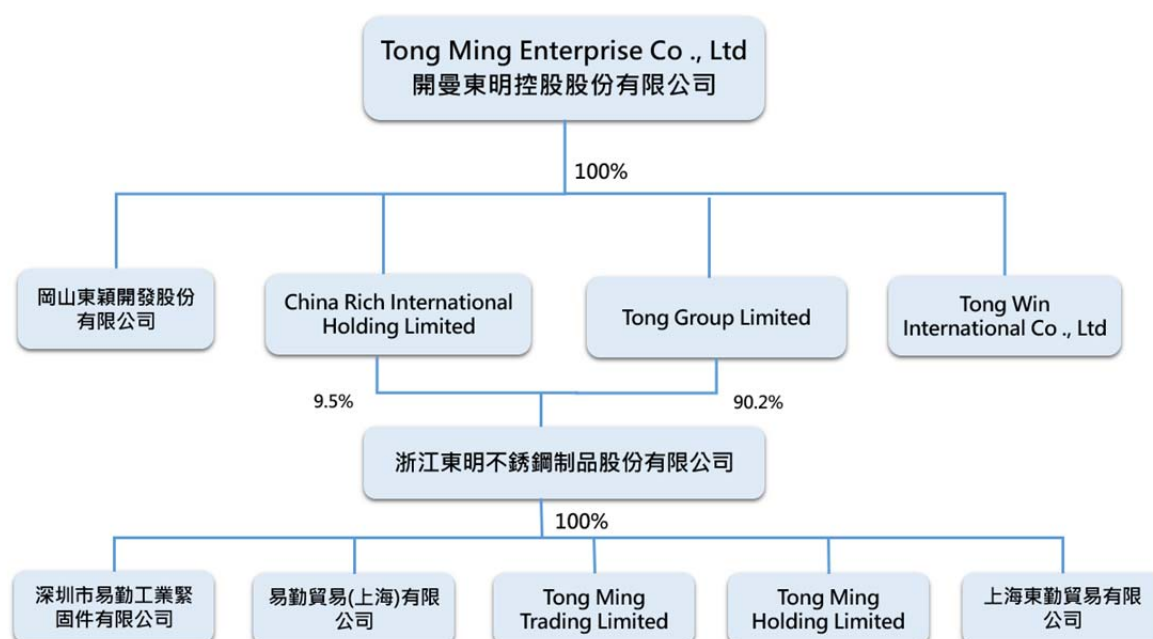 Tong Ming Enterprise Co ., Ltd
開曼東明控股股份有限公司
100%
岡山東穎開發股份
有限公司
China Rich International
Holding Limited
Tong Group Limited
Tong Win
International Co ., Ltd
9.5%
90.2%
浙江東明不銹鋼制品股份有限公司
100%
深圳市易勤工業緊
固件有限公司
易勤貿易(上海)有限
公司
Tong Ming
Trading Limited
Tong Ming
Holding Limited
上海東勤貿易有限
公司